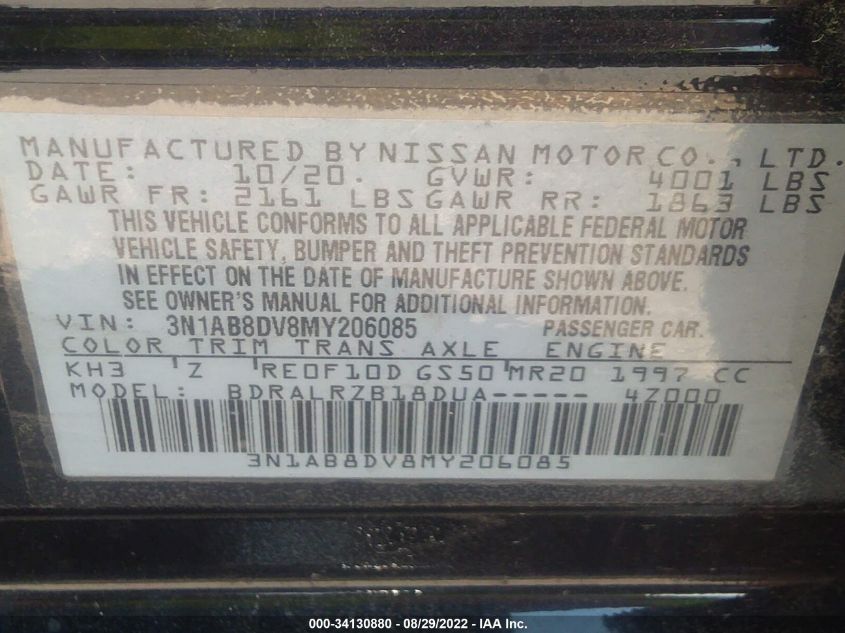 MANUFACTURED BY NISSAN MOTOR CO., LTD.
DATE: 10/20. GVWR: 4001 LBS
GAWR FR: 2161 LBS GAWR RR: 1863 LBS
THIS VEHICLE CONFORMS TO ALL APPLICABLE FEDERAL MOTOR
VEHICLE SAFETY, BUMPER AND THEFT PREVENTION STANDARDS
IN EFFECT ON THE DATE OF MANUFACTURE SHOWN ABOVE.
SEE OWNER'S MANUAL FOR ADDITIONAL INFORMATION.
VIN: 3N1AB8DV8MY206085 PASSENGER CAR.
COLOR TRIM TRANS AXLE ENGINE
KH3 'Z 'RE0F10D GS50'MR20 1997 CC
MODEL: BDRALRZB18DUA----- 4Z000
3N1AB8DV8MY206085
000-34130880 - 08/29/2022 - IAA Inc.